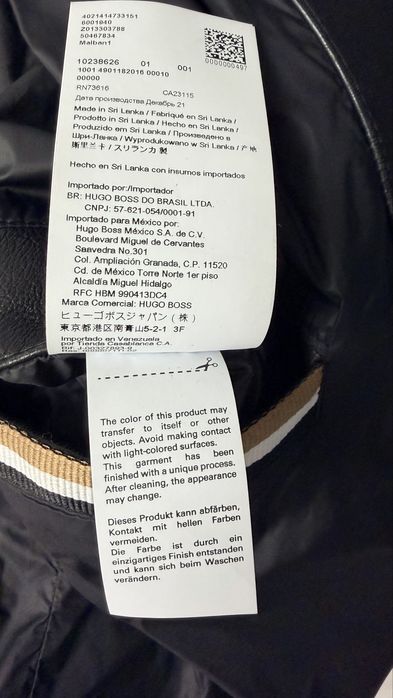 4021414733151
6001940
Z013303788
50467834
Malban1
0000000497
10238626 01 001
1001 4901182016 00010
00000
RN73616 CA23115
Дата производства Декабрь 21
Made in Sri Lanka / Fabriqué en Sri Lanka /
Prodotto in Sri Lanka / Hecho en Sri Lanka /
Produzido em Sri Lanka / Произведено в
Шри-Ланка / Wyprodukowano w Sri Lanka / 产地
斯里兰卡 / スリランカ 製
Hecho en Sri Lanka con insumos importados
Importado por:/Importador
BR: HUGO BOSS DO BRASIL LTDA.
CNPJ: 57-621-054/0001-91
Importado para México por:
Hugo Boss México S.A. de C.V.
Boulevard Miguel de Cervantes
Saavedra No.301
Col. Ampliación Granada, C.P. 11520
Cd. de México Torre Norte 1er piso
Alcaldía Miguel Hidalgo
RFC HBM 990413DC4
Marca Comercial: HUGO BOSS
ヒューゴボスジャパン（株）
東京都港区南青山5-2-1 3F
Importado en Venezuela
por Tienda Casablanca C.A.
The color of this product may
transfer to itself or other
objects. Avoid making contact
with light-colored surfaces.
This garment has been
finished with a unique process.
After cleaning, the appearance
may change.
Dieses Produkt kann abfärben,
Kontakt mit hellen Farben
vermeiden.
Die Farbe ist durch ein
einzigartiges Finish entstanden
und kann sich beim Waschen
verändern.